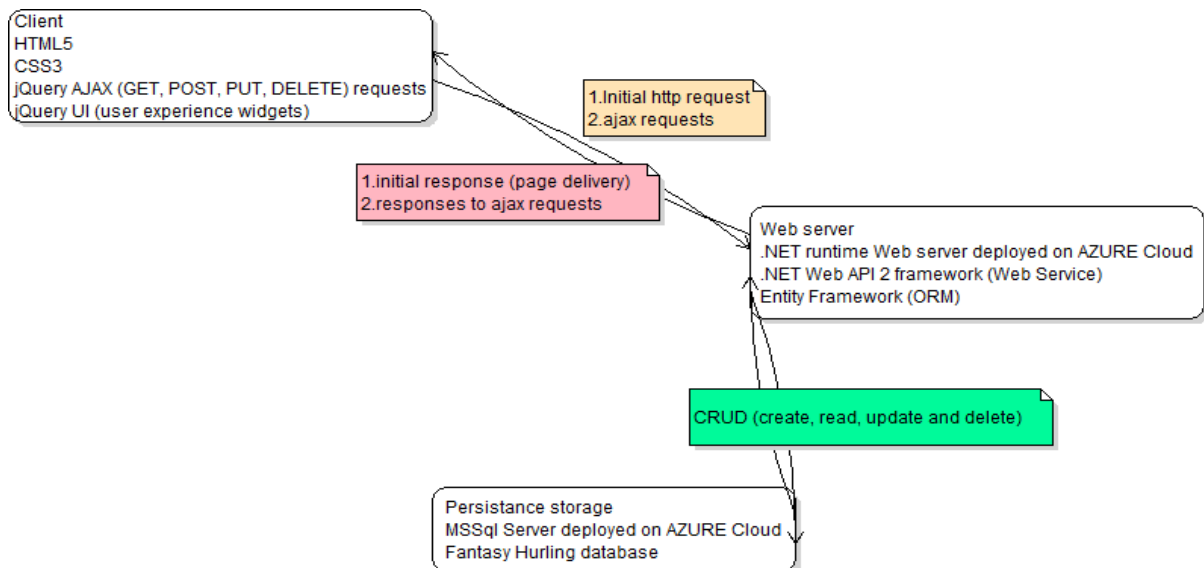 Client
HTML5
CSS3
jQuery AJAX (GET, POST, PUT, DELETE) requests
jQuery UI (user experience widgets)
1.Initial http request
2.ajax requests
1.initial response (page delivery)
2.responses to ajax requests
Web server
.NET runtime Web server deployed on AZURE Cloud
.NET Web API 2 framework (Web Service)
Entity Framework (ORM)
CRUD (create, read, update and delete)
Persistance storage
MSSql Server deployed on AZURE Cloud
Fantasy Hurling database